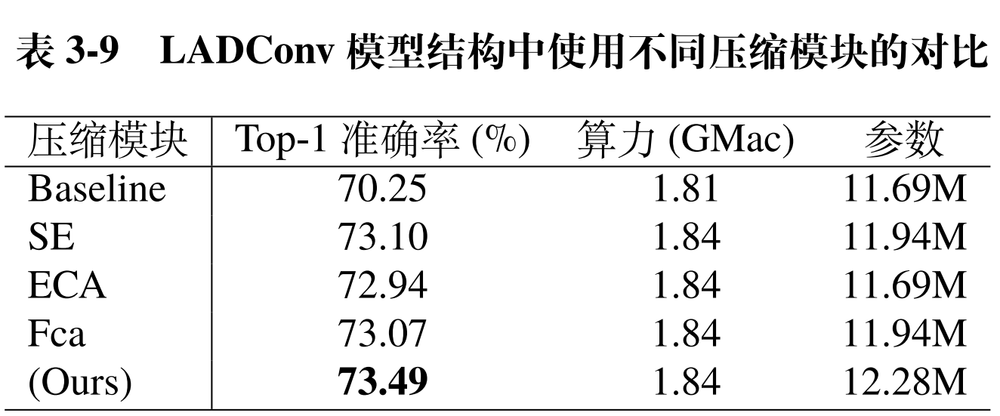 表 3-9 LADConv 模型结构中使用不同压缩模块的对比
压缩模块 Top-1 准确率 (%) 算力 (GMac) 参数
Baseline 70.25 1.81 11.69M
SE 73.10 1.84 11.94M
ECA 72.94 1.84 11.69M
Fca 73.07 1.84 11.94M
(Ours) 73.49 1.84 12.28M